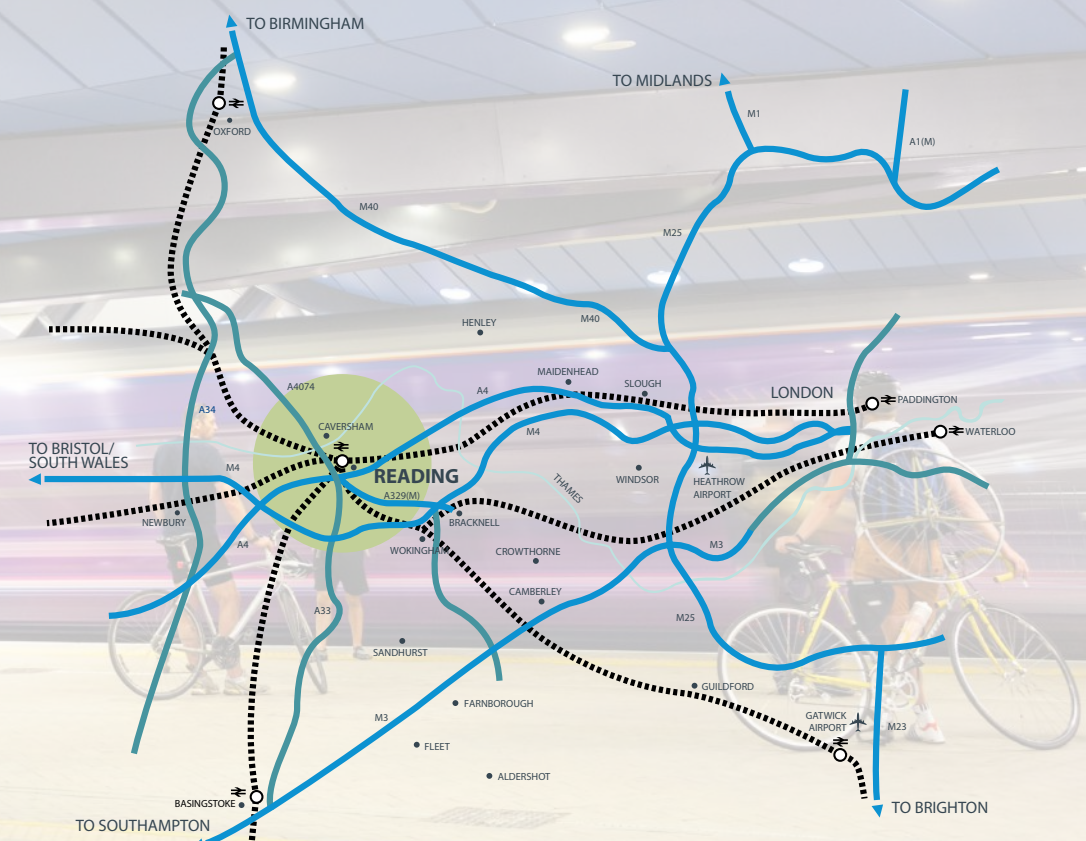 TO BIRMINGHAM
TO MIDLANDS
M1
A1(M)
OXFORD
M40
M25
HENLEY
M40
MAIDENHEAD
SLOUGH
A4
LONDON
PADDINGTON
A4074
A34
CAVERSHAM
WATERLOO
M4
TO BRISTOL/
SOUTH WALES
M4
READING
WINDSOR
HEATHROW
AIRPORT
THAMES
A329(M)
NEWBURY
BRACKNELL
A4
WOKINGHAM
CROWTHORNE
M3
CAMBERLEY
A33
M25
SANDHURST
GUILDFORD
FARNBOROUGH
M3
GATWICK
AIRPORT
M23
FLEET
ALDERSHOT
BASINGSTOKE
TO BRIGHTON
TO SOUTHAMPTON